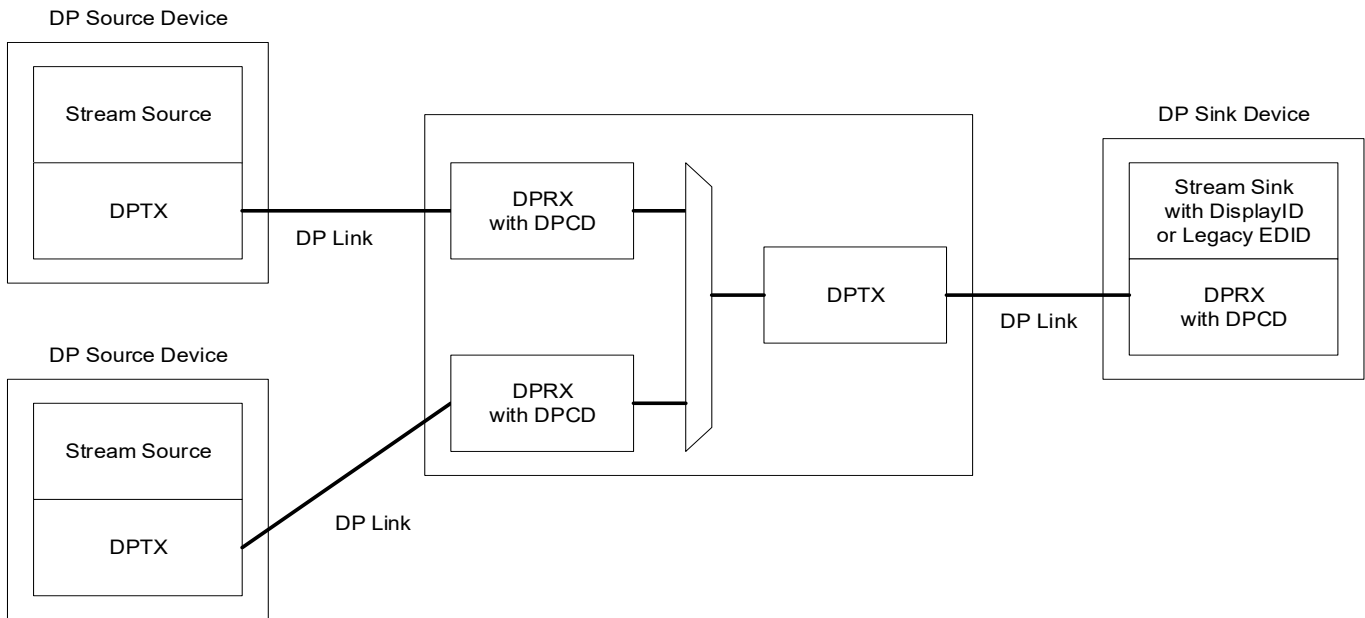 DP Source Device
Stream Source
DPTX
DP Link
DP Source Device
Stream Source
DPTX
DP Link
DPRX
with DPCD
DPRX
with DPCD
DPTX
DP Link
DP Sink Device
Stream Sink
with DisplayID
or Legacy EDID
DPRX
with DPCD